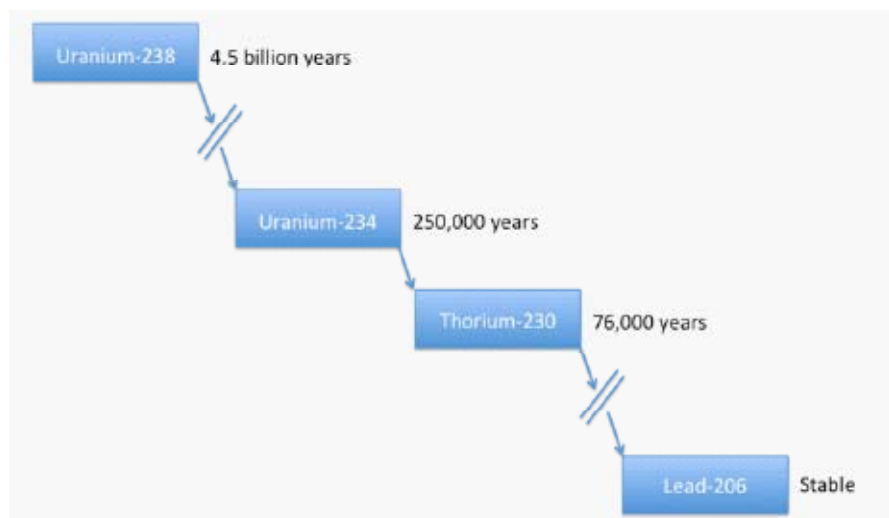 Uranium-238
4.5 billion years
Uranium-234
250,000 years
Thorium-230
76,000 years
Lead-206
Stable